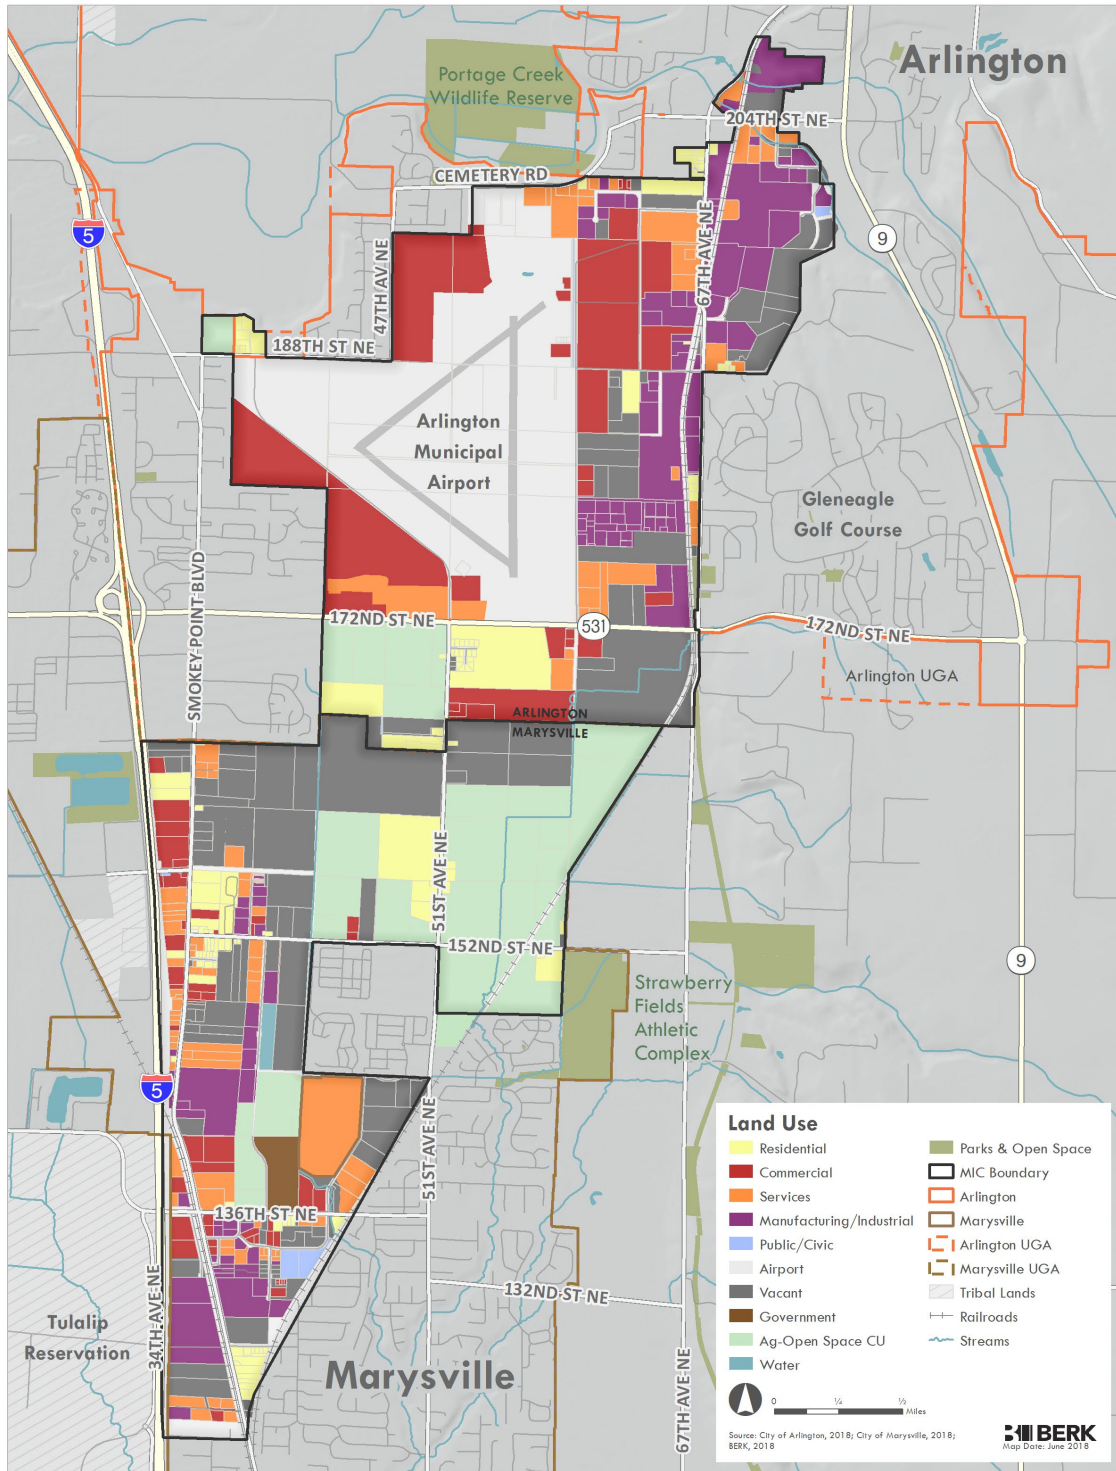 Arlington
Portage Creek
Wildlife Reserve
204TH ST NE
CEMETERY RD
5
9
47TH AV NE
67TH AVE NE
188TH ST NE
Arlington
Municipal
Airport
Gleneagle
Golf Course
SMOKEY POINT BLVD
172ND ST NE
531
172ND ST NE
Arlington UGA
ARLINGTON
MARYSVILLE
51ST AVE NE
152ND ST NE
9
Strawberry
Fields
Athletic
Complex
5
51ST AVE NE
136TH ST NE
132ND ST NE
34TH AVE NE
Tulalip
Reservation
Marysville
67TH AVE NE
Land Use
Residential
Commercial
Services
Manufacturing/Industrial
Public/Civic
Airport
Vacant
Government
Ag-Open Space CU
Water
Parks & Open Space
MIC Boundary
Arlington
Marysville
Arlington UGA
Marysville UGA
Tribal Lands
Railroads
Streams
0 ¼ ½
Miles
Source: City of Arlington, 2018; City of Marysville, 2018;
BERK, 2018
BERK
Map Date: June 2018